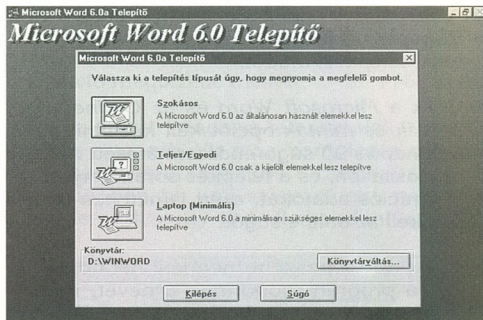 Microsoft Word 6.0a Telepítő
Microsoft Word 6.0 Telepítő
Microsoft Word 6.0a Telepítő
Válassza ki a telepítés típusát úgy, hogy megnyomja a megfelelő gombot.
Szokásos
A Microsoft Word 6.0 az általánosan használt elemekkel lesz
telepítve
Teljes/Egyedi
A Microsoft Word 6.0 csak a kijelölt elemekkel lesz telepítve
Laptop (Minimális)
A Microsoft Word 6.0 a minimálisan szükséges elemekkel lesz
telepítve
Könyvtár:
D:\WINWORD
Könyvtárváltás...
Kilépés
Súgó